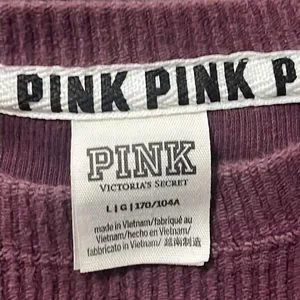 PINK PINK P
PINK
VICTORIA'S SECRET
L | G | 170/104A
made in Vietnam/fabriqué au
Vietnam/hecho en Vietnam/
fabbricato in Vietnam/ 越南制造